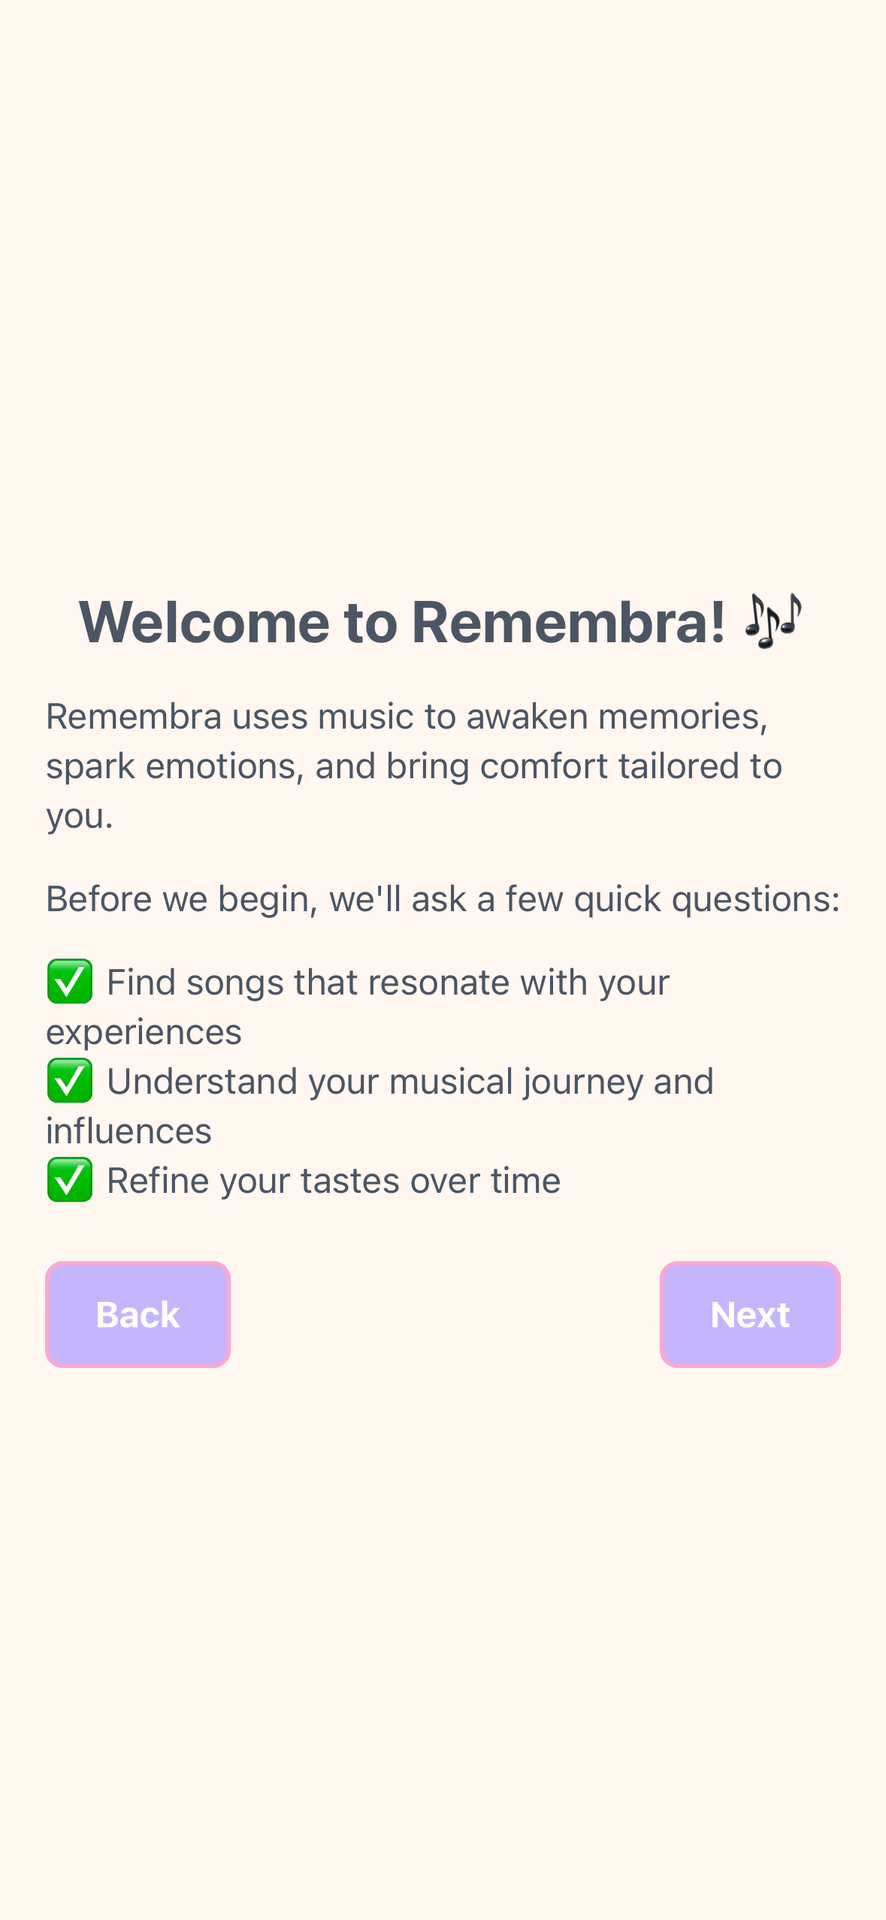 Welcome to Remembra! 🎶
Remembra uses music to awaken memories,
spark emotions, and bring comfort tailored to
you.
Before we begin, we'll ask a few quick questions:
✅ Find songs that resonate with your
experiences
✅ Understand your musical journey and
influences
✅ Refine your tastes over time
Back
Next